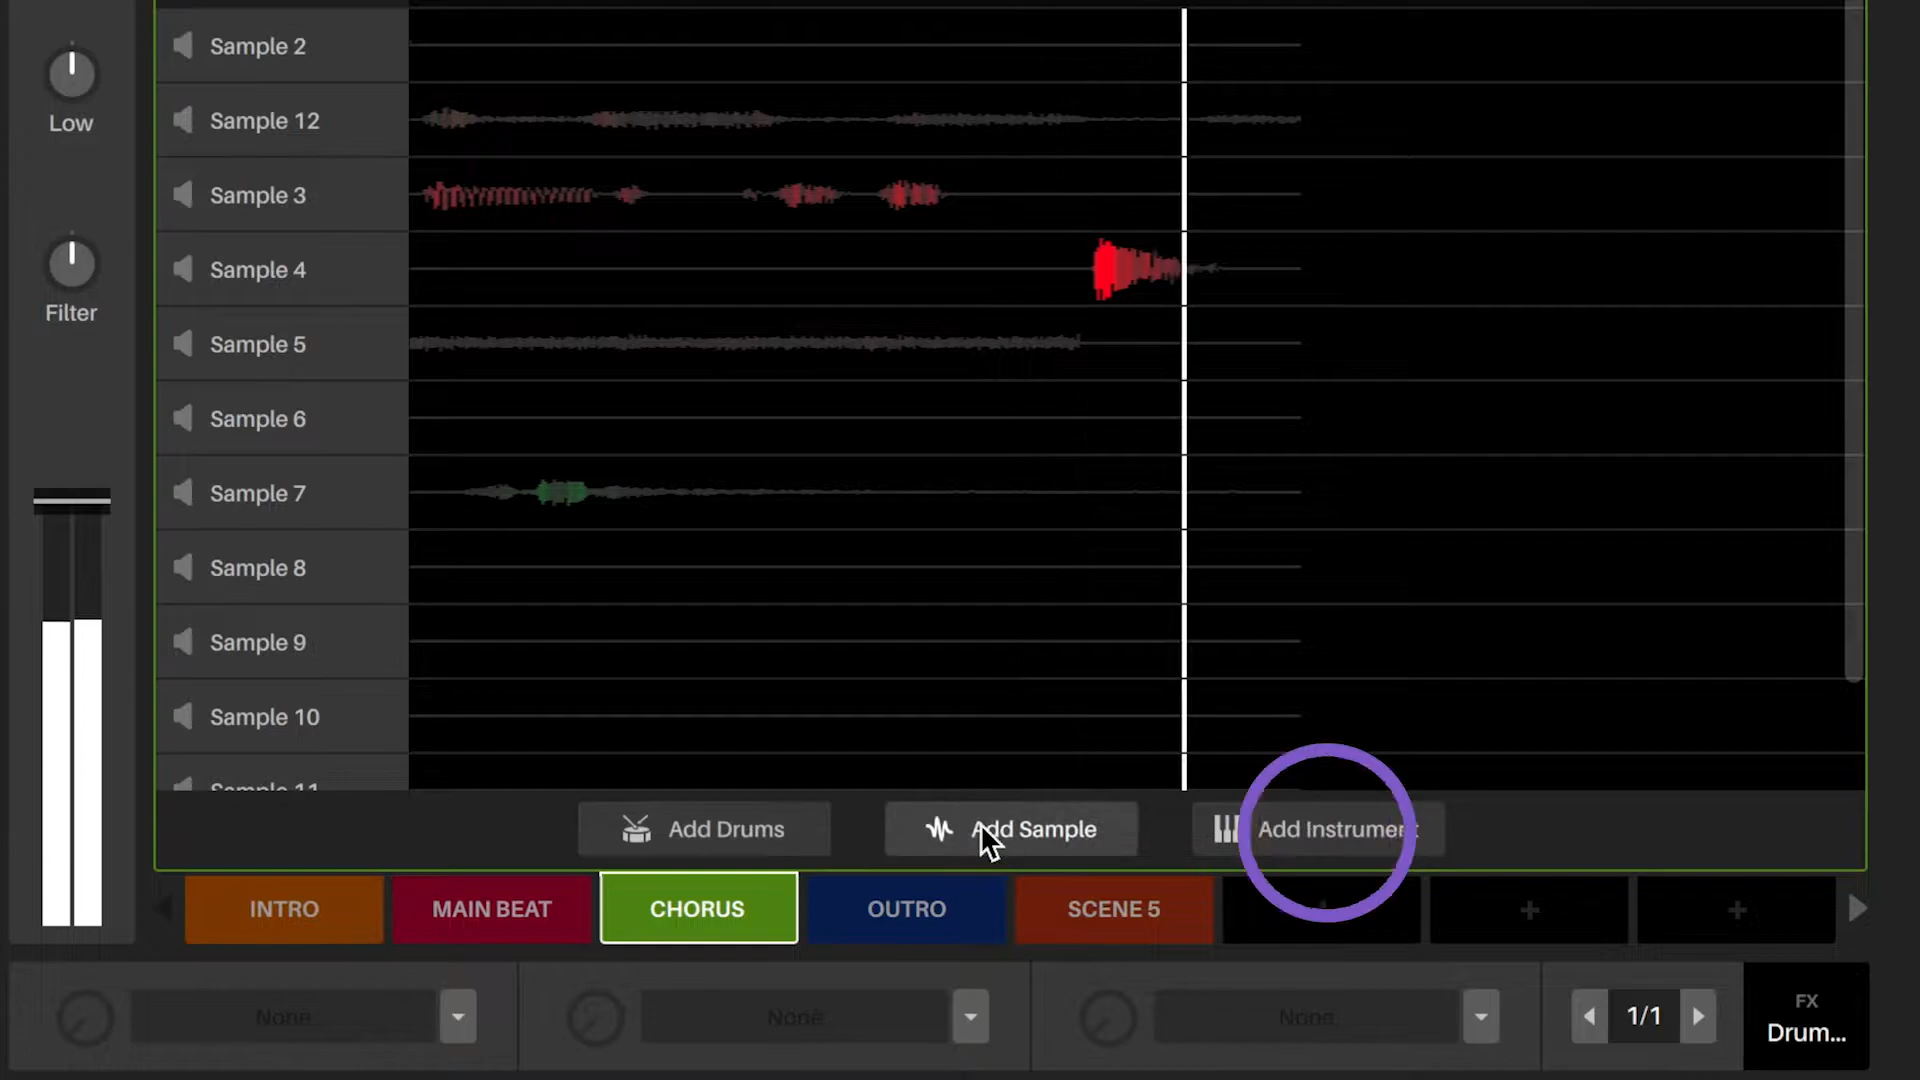 Sample 2
Low
Sample 12
Sample 3
Sample 4
Filter
Sample 5
Sample 6
Sample 7
Sample 8
Sample 9
Sample 10
Sample 11
Add Drums
Add Sample
Add Instrument
INTRO
MAIN BEAT
CHORUS
OUTRO
SCENE 5
+
+
None
None
None
1/1
FX
Drum...